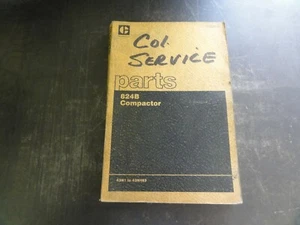 C
Col.
SERVICE
parts
824B
Compactor